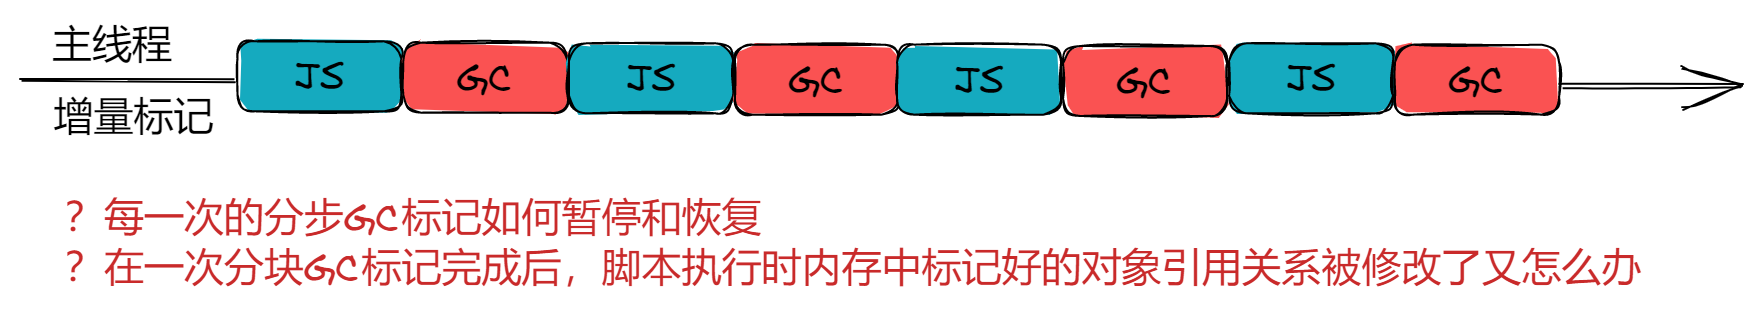 主线程
JS GC JS GC JS GC JS GC
增量标记
？每一次的分步GC标记如何暂停和恢复
？在一次分块GC标记完成后，脚本执行时内存中标记好的对象引用关系被修改了又怎么办